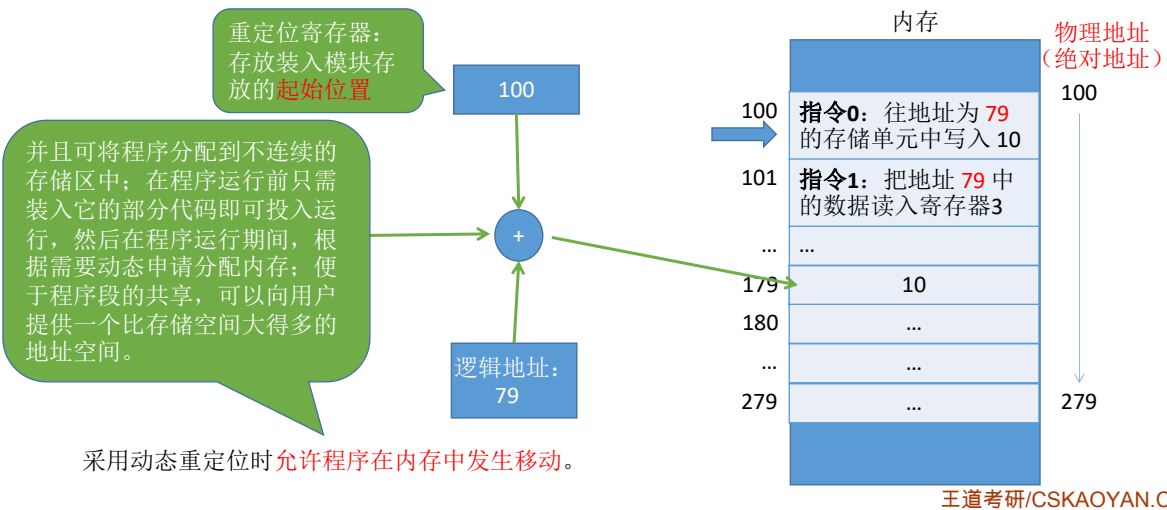 重定位寄存器：
存放装入模块存
放的起始位置
100
并且可将程序分配到不连续的
存储区中；在程序运行前只需
装入它的部分代码即可投入运
行，然后在程序运行期间，根
据需要动态申请分配内存；便
于程序段的共享，可以向用户
提供一个比存储空间大得多的
地址空间。
+
逻辑地址：
79
采用动态重定位时允许程序在内存中发生移动。
内存
物理地址
（绝对地址）
100
指令0：往地址为 79
的存储单元中写入 10
100
101
指令1：把地址 79 中
的数据读入寄存器3
…
…
179
10
180
…
…
…
279
…
279
王道考研/CSKAOYAN.C